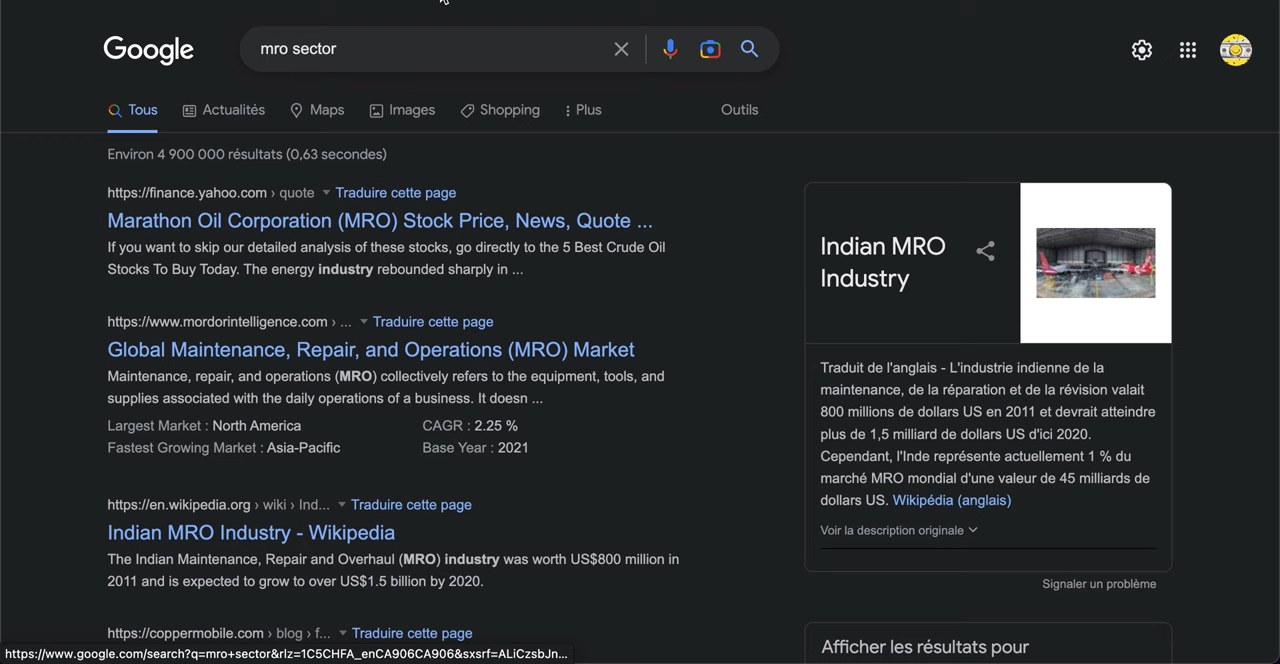 Google
mro sector
Tous
Actualités
Maps
Images
Shopping
Plus
Outils
Environ 4 900 000 résultats (0,63 secondes)
https://finance.yahoo.com › quote
Traduire cette page
Marathon Oil Corporation (MRO) Stock Price, News, Quote ...
If you want to skip our detailed analysis of these stocks, go directly to the 5 Best Crude Oil
Stocks To Buy Today. The energy industry rebounded sharply in ...
https://www.mordorintelligence.com › ...
Traduire cette page
Global Maintenance, Repair, and Operations (MRO) Market
Maintenance, repair, and operations (MRO) collectively refers to the equipment, tools, and
supplies associated with the daily operations of a business. It doesn ...
Largest Market : North America
CAGR : 2.25 %
Fastest Growing Market : Asia-Pacific
Base Year : 2021
https://en.wikipedia.org › wiki › Ind...
Traduire cette page
Indian MRO Industry - Wikipedia
The Indian Maintenance, Repair and Overhaul (MRO) industry was worth US$800 million in
2011 and is expected to grow to over US$1.5 billion by 2020.
https://coppermobile.com › blog › f...
Traduire cette page
https://www.google.com/search?q=mro+sector&rlz=1C5CHFA_enCA906CA906&sxsrf=ALiCzsbJn...
Indian MRO
Industry
Traduit de l'anglais - L'industrie indienne de la
maintenance, de la réparation et de la révision valait
800 millions de dollars US en 2011 et devrait atteindre
plus de 1,5 milliard de dollars US d'ici 2020.
Cependant, l'Inde représente actuellement 1 % du
marché MRO mondial d'une valeur de 45 milliards de
dollars US. Wikipédia (anglais)
Voir la description originale
Signaler un problème
Afficher les résultats pour